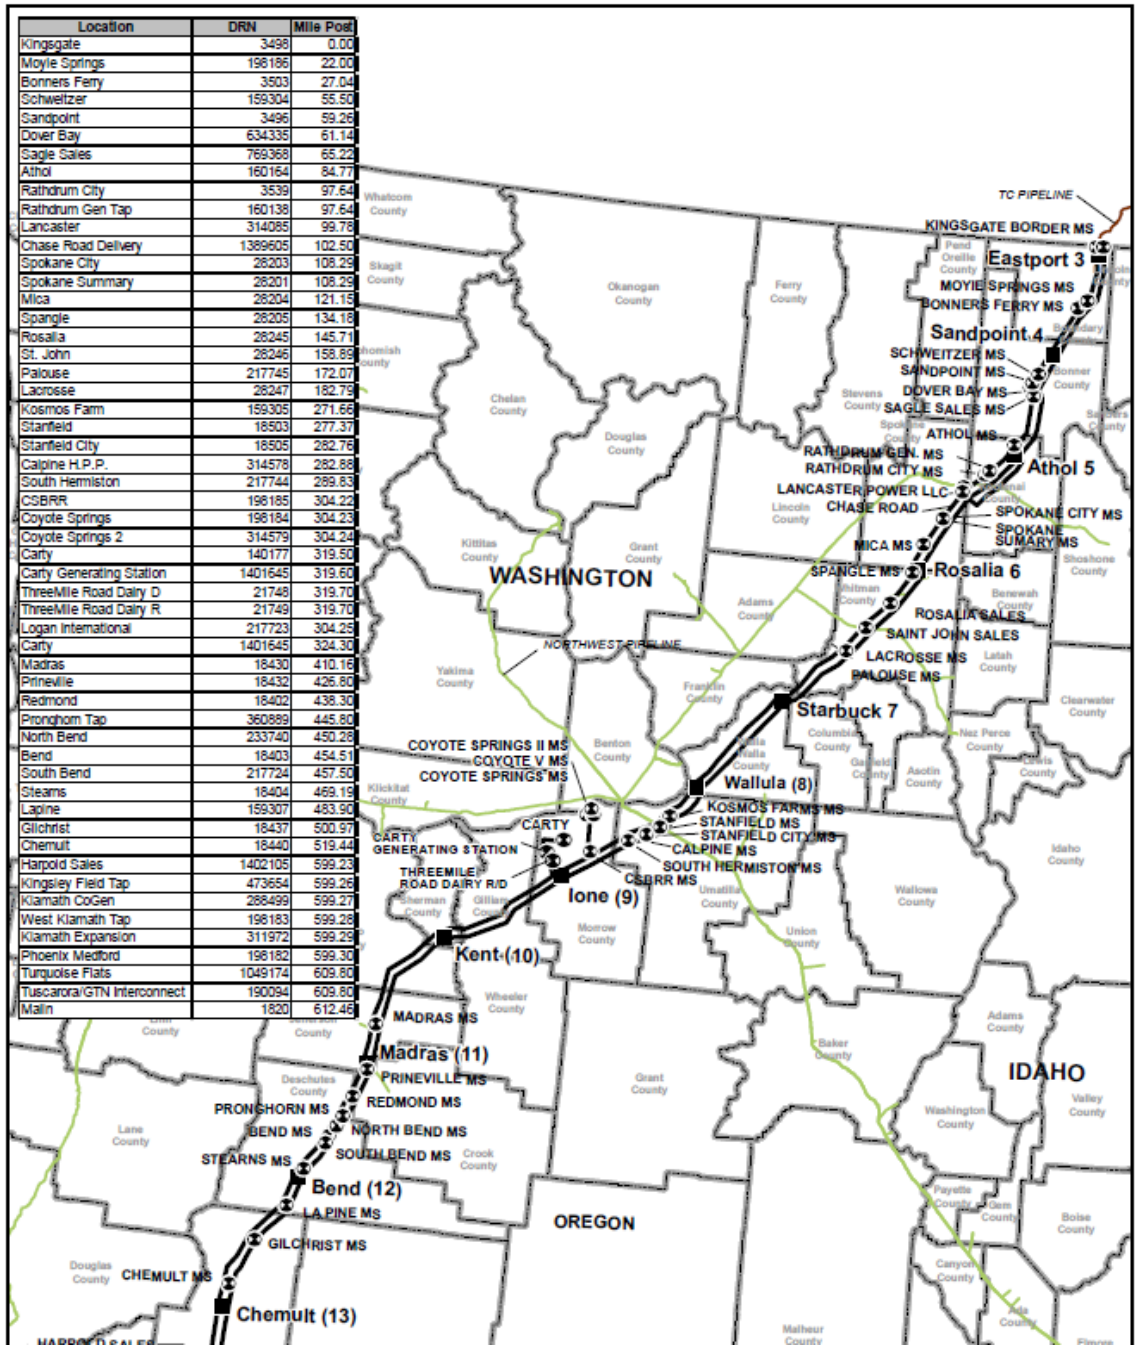 Location DRN Mile Post
Kingsgate 3498 0.00
Moyie Springs 198186 22.00
Bonners Ferry 3503 27.04
Schweitzer 159304 55.50
Sandpoint 3496 59.26
Dover Bay 634335 61.14
Sagle Sales 769368 65.22
Athol 160164 84.77
Rathdrum City 3539 97.64
Rathdrum Gen Tap 160138 97.64
Lancaster 314085 99.78
Chase Road Delivery 1389605 102.50
Spokane City 28203 108.29
Spokane Summary 28201 108.29
Mica 28204 121.15
Spangle 28205 134.18
Rosalia 28245 145.71
St. John 28246 158.89
Palouse 217745 172.07
Lacrosse 28247 182.79
Kosmos Farm 159305 271.66
Stanfield 18503 277.37
Stanfield City 18505 282.76
Calpine H.P.P. 314578 282.88
South Hermiston 217744 289.83
CSBRR 198185 304.22
Coyote Springs 198184 304.23
Coyote Springs 2 314579 304.24
Carty 140177 319.50
Carty Generating Station 1401645 319.60
ThreeMile Road Dairy D 21748 319.70
ThreeMile Road Dairy R 21749 319.70
Logan International 217723 304.25
Carty 1401645 324.30
Madras 18430 410.16
Prineville 18432 426.80
Redmond 18402 438.30
Pronghorn Tap 360889 445.80
North Bend 233740 450.28
Bend 18403 454.51
South Bend 217724 457.50
Stearns 18404 469.19
Lapine 159307 483.90
Gilchrist 18437 500.97
Chemult 18440 519.44
Harpold Sales 1402105 599.23
Kingsley Field Tap 473654 599.26
Klamath CoGen 288499 599.27
West Klamath Tap 198183 599.28
Klamath Expansion 311972 599.29
Phoenix Medford 198182 599.30
Turquoise Flats 1049174 609.80
Tuscarora/GTN Interconnect 190094 609.80
Malin 1820 612.46
TC PIPELINE
Whatcom
County
KINGSGATE BORDER MS
Pend
Oreille
County
Eastport 3
Skagit
County
Okanogan
County
Ferry
County
MOYIE SPRINGS MS
BONNERS FERRY MS
Boundary
Sandpoint 4
SCHWEITZER MS
SANDPOINT MS
Bonner
County
DOVER BAY MS
SAGLE SALES MS
Chelan
County
Stevens
County
Spokane
County
Douglas
County
ATHOL MS
RATHDRUM GEN. MS
RATHDRUM CITY MS
Athol 5
LANCASTER POWER LLC
CHASE ROAD
Lincoln
County
SPOKANE CITY MS
SPOKANE
SUMARY MS
Kittitas
County
Grant
County
MICA MS
Shoshone
County
WASHINGTON
SPANGLE MS
Rosalia 6
Whitman
County
Benewah
County
Adams
County
ROSALIA SALES
SAINT JOHN SALES
NORTHWEST PIPELINE
LACROSSE MS
PALOUSE MS
Latah
County
Yakima
County
Franklin
County
Clearwater
County
Starbuck 7
Columbia
County
Nez Perce
County
Benton
County
Walla
Walla
County
Garfield
County
Asotin
County
Lewis
County
COYOTE SPRINGS II MS
COYOTE V MS
COYOTE SPRINGS MS
Klickitat
County
Wallula (8)
KOSMOS FARMS MS
STANFIELD MS
STANFIELD CITY MS
CALPINE MS
SOUTH HERMISTON MS
CSBRR MS
CARTY
CARTY
GENERATING STATION
THREEMILE
ROAD DAIRY R/D
Idaho
County
Ione (9)
Sherman
County
Gilliam
County
Umatilla
County
Wallowa
County
Morrow
County
Union
County
Kent (10)
Wheeler
County
MADRAS MS
Adams
County
County
County
Baker
County
Madras (11)
PRINEVILLE MS
Deschutes
County
Grant
County
IDAHO
REDMOND MS
PRONGHORN MS
Washington
County
Valley
County
Lane
County
BEND MS
NORTH BEND MS
SOUTH BEND MS
Crook
County
STEARNS MS
Bend (12)
LA PINE MS
Payette
County
Gem
County
Boise
County
OREGON
GILCHRIST MS
Douglas
County
CHEMULT MS
Canyon
County
Chemult (13)
Ada
County
Malheur
County
Elmore
HARPOLD SALES